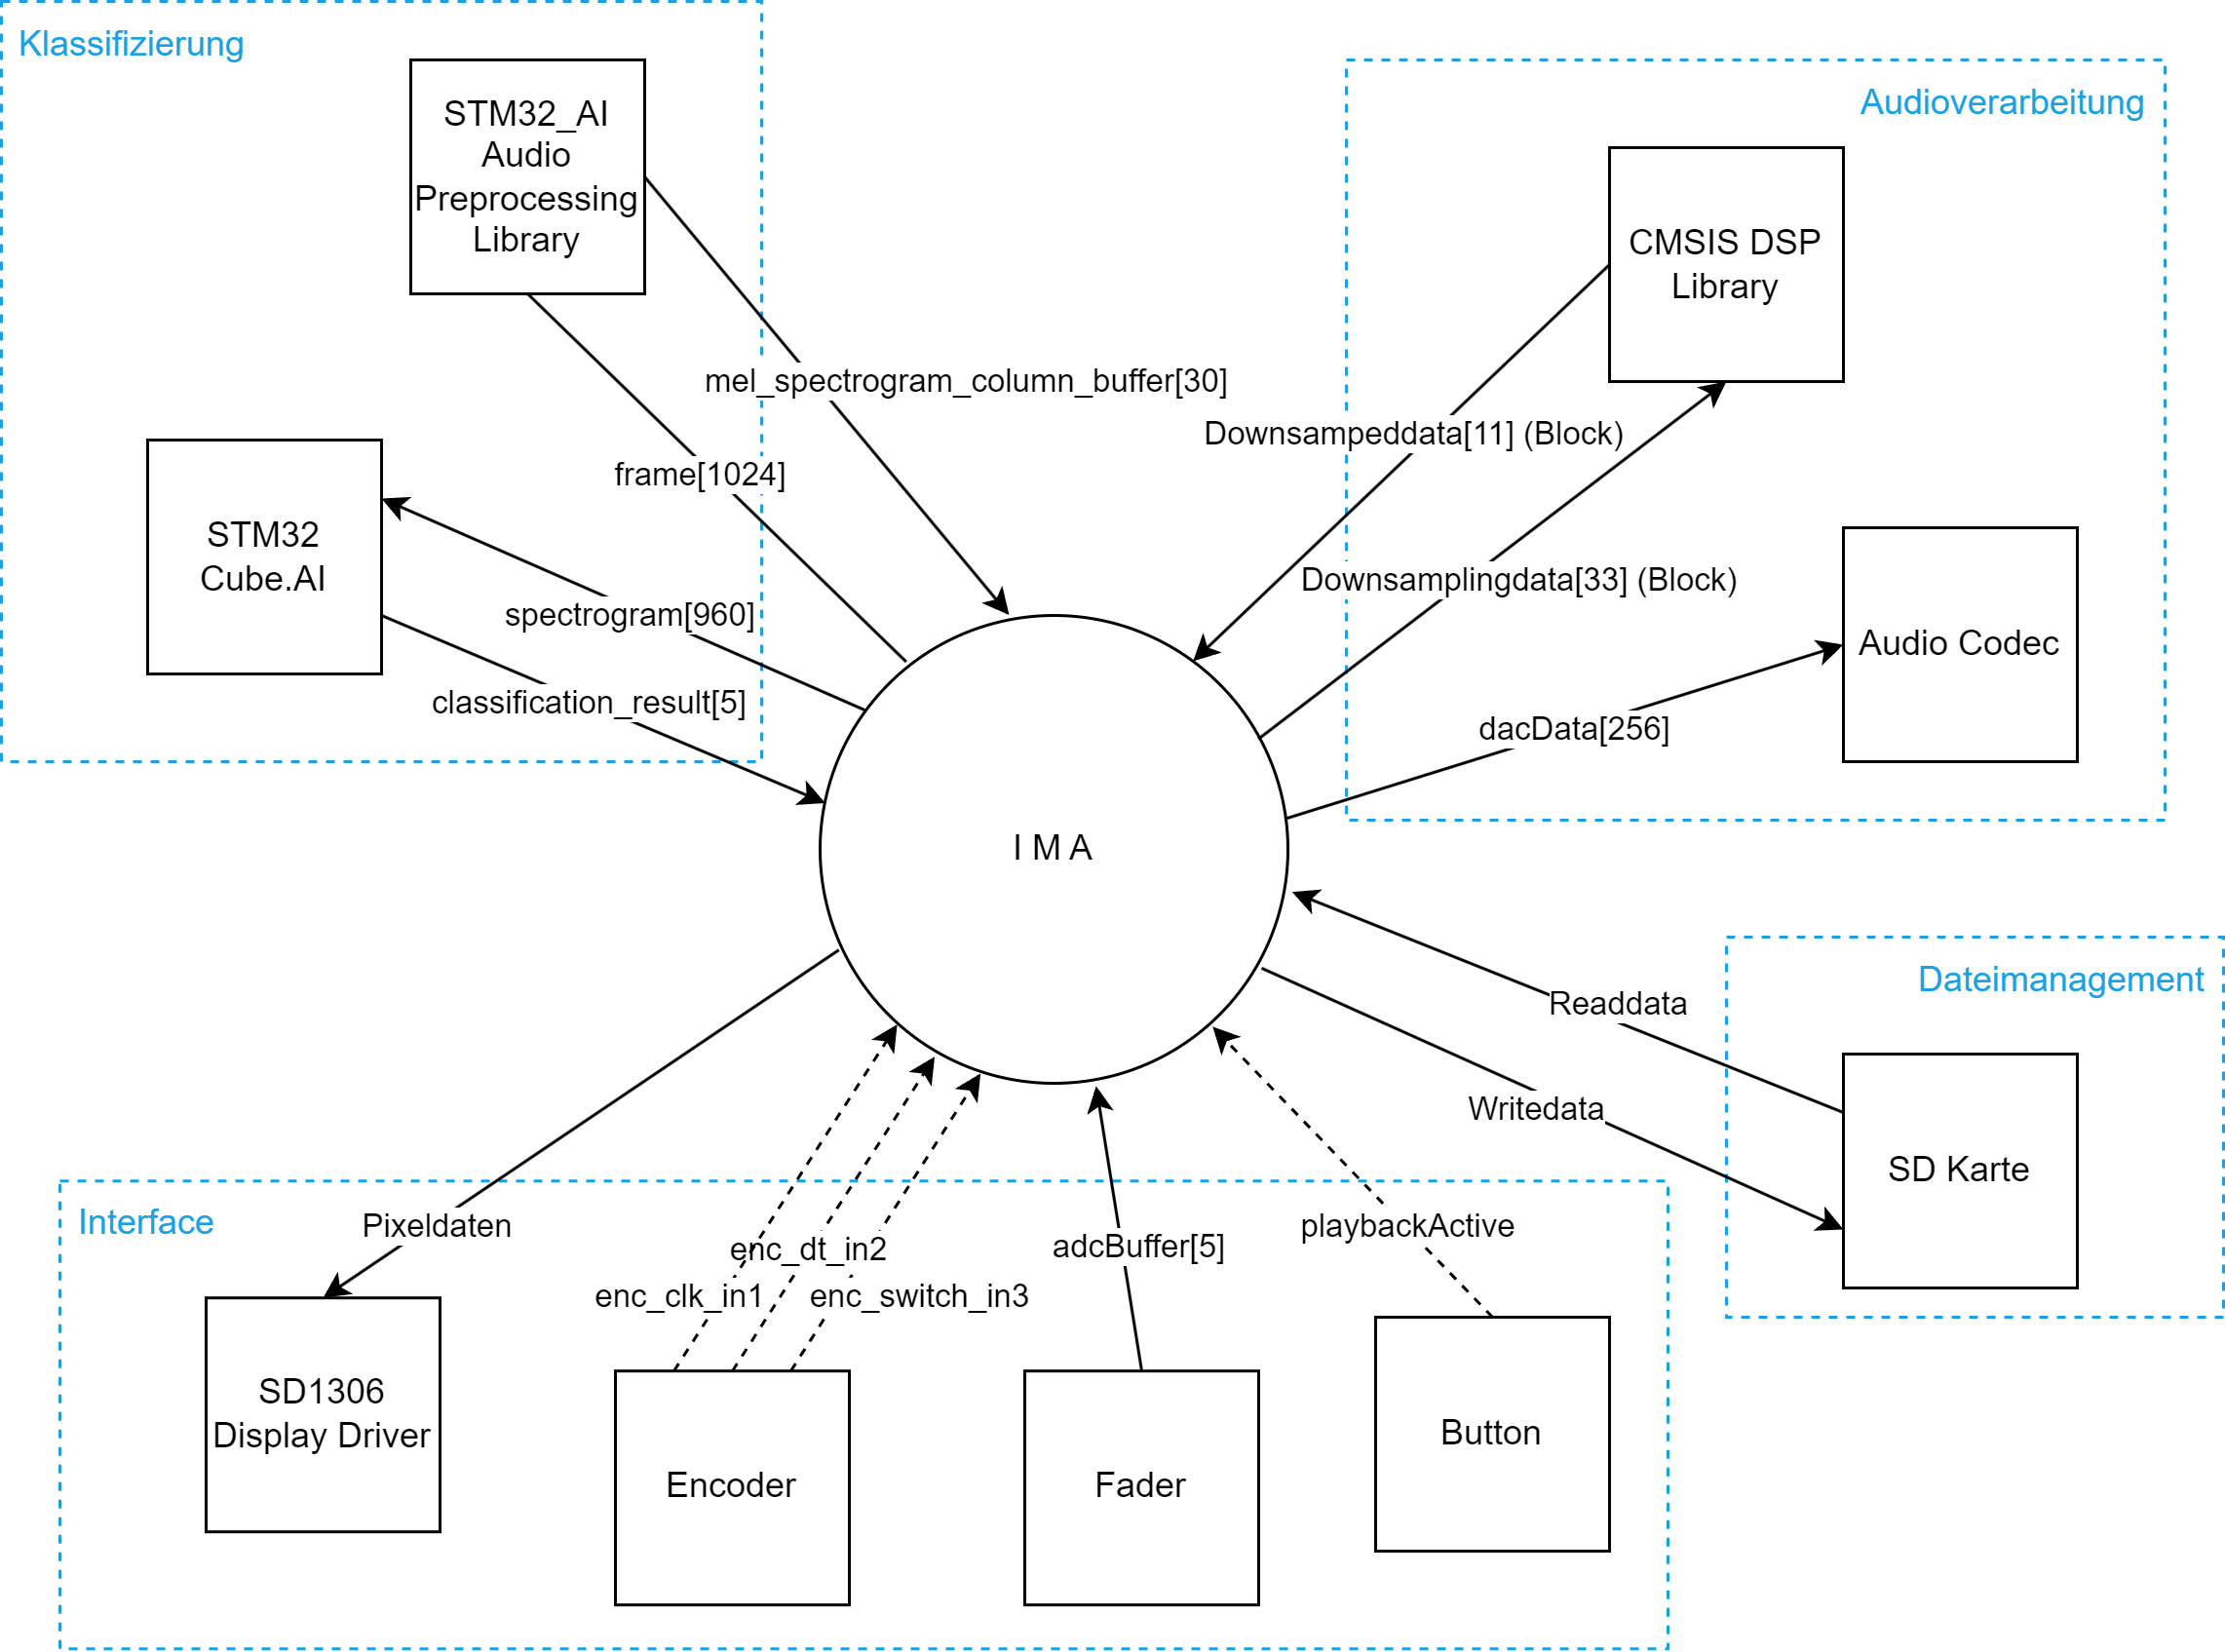 Klassifizierung
STM32_AI
Audio
Preprocessing
Library
Audioverarbeitung
CMSIS DSP
Library
mel_spectrogram_column_buffer[30]
Downsampeddata[11] (Block)
frame[1024]
STM32
Cube.AI
Downsamplingdata[33] (Block)
spectrogram[960]
Audio Codec
classification_result[5]
dacData[256]
I M A
Dateimanagement
Readdata
Writedata
SD Karte
Interface
Pixeldaten
enc_dt_in2
adcBuffer[5]
playbackActive
enc_clk_in1
enc_switch_in3
SD1306
Display Driver
Encoder
Fader
Button